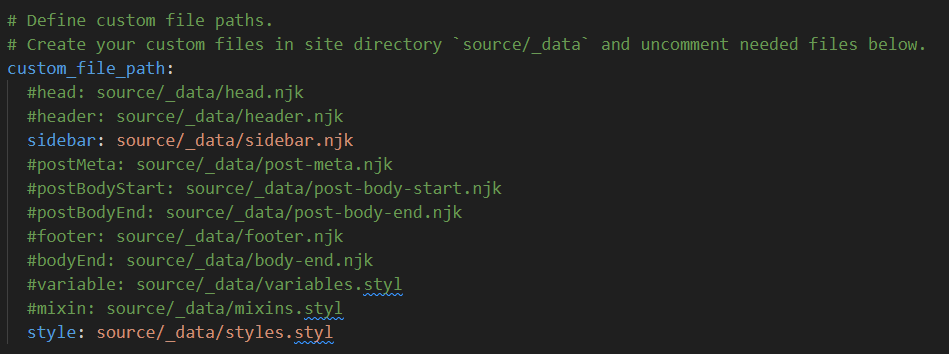 # Define custom file paths.
# Create your custom files in site directory `source/_data` and uncomment needed files below.
custom_file_path:
  #head: source/_data/head.njk
  #header: source/_data/header.njk
  sidebar: source/_data/sidebar.njk
  #postMeta: source/_data/post-meta.njk
  #postBodyStart: source/_data/post-body-start.njk
  #postBodyEnd: source/_data/post-body-end.njk
  #footer: source/_data/footer.njk
  #bodyEnd: source/_data/body-end.njk
  #variable: source/_data/variables.styl
  #mixin: source/_data/mixins.styl
  style: source/_data/styles.styl